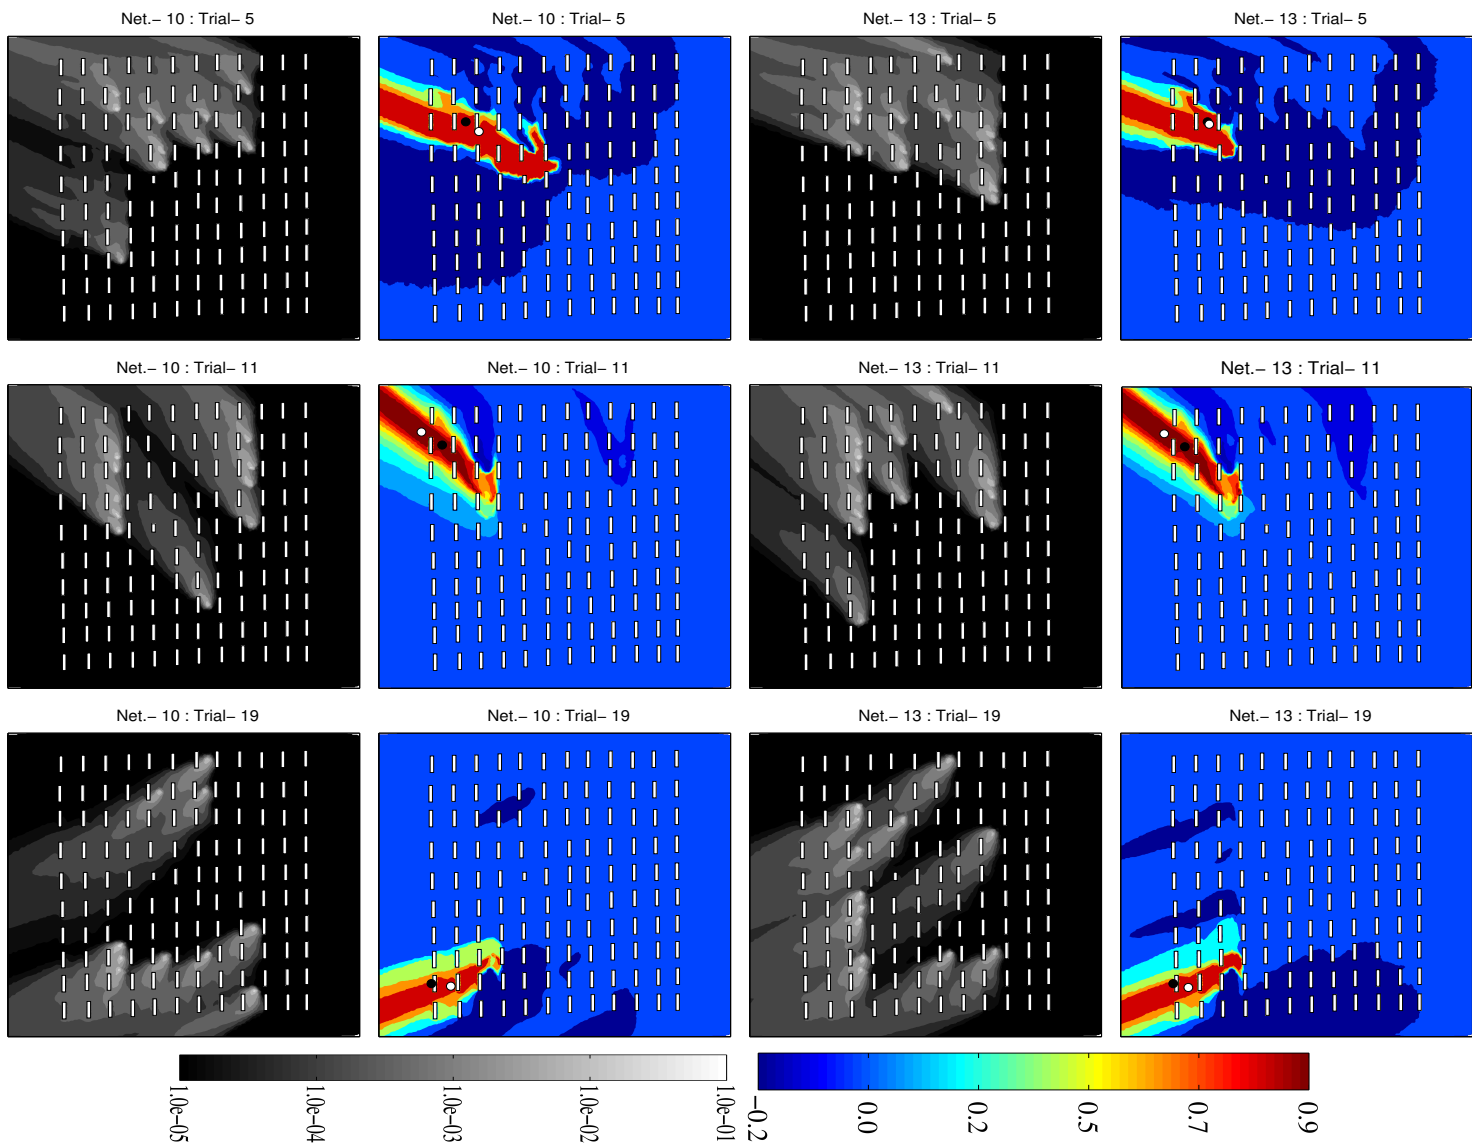 Net.– 10 : Trial– 5
Net.– 10 : Trial– 5
Net.– 13 : Trial– 5
Net.– 13 : Trial– 5
Net.– 10 : Trial– 11
Net.– 10 : Trial– 11
Net.– 13 : Trial– 11
Net.– 13 : Trial– 11
Net.– 10 : Trial– 19
Net.– 10 : Trial– 19
Net.– 13 : Trial– 19
Net.– 13 : Trial– 19
1.0e−05
1.0e−04
1.0e−03
1.0e−02
1.0e−01
−0.2
0.0
0.2
0.5
0.7
0.9